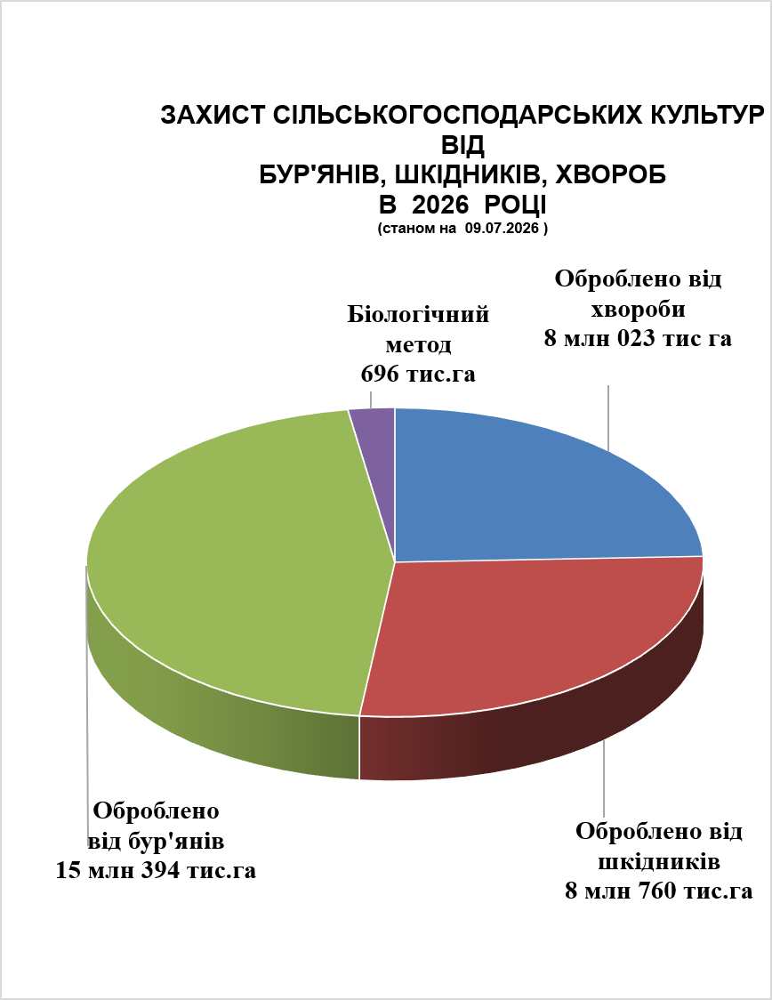 ЗАХИСТ СІЛЬСЬКОГОСПОДАРСЬКИХ КУЛЬТУР
ВІД
БУР'ЯНІВ, ШКІДНИКІВ, ХВОРОБ
В 2026 РОЦІ
(станом на 09.07.2026 )
Оброблено від
хвороби
8 млн 023 тис га
Біологічний
метод
696 тис.га
Оброблено
від бур'янів
15 млн 394 тис.га
Оброблено від
шкідників
8 млн 760 тис.га